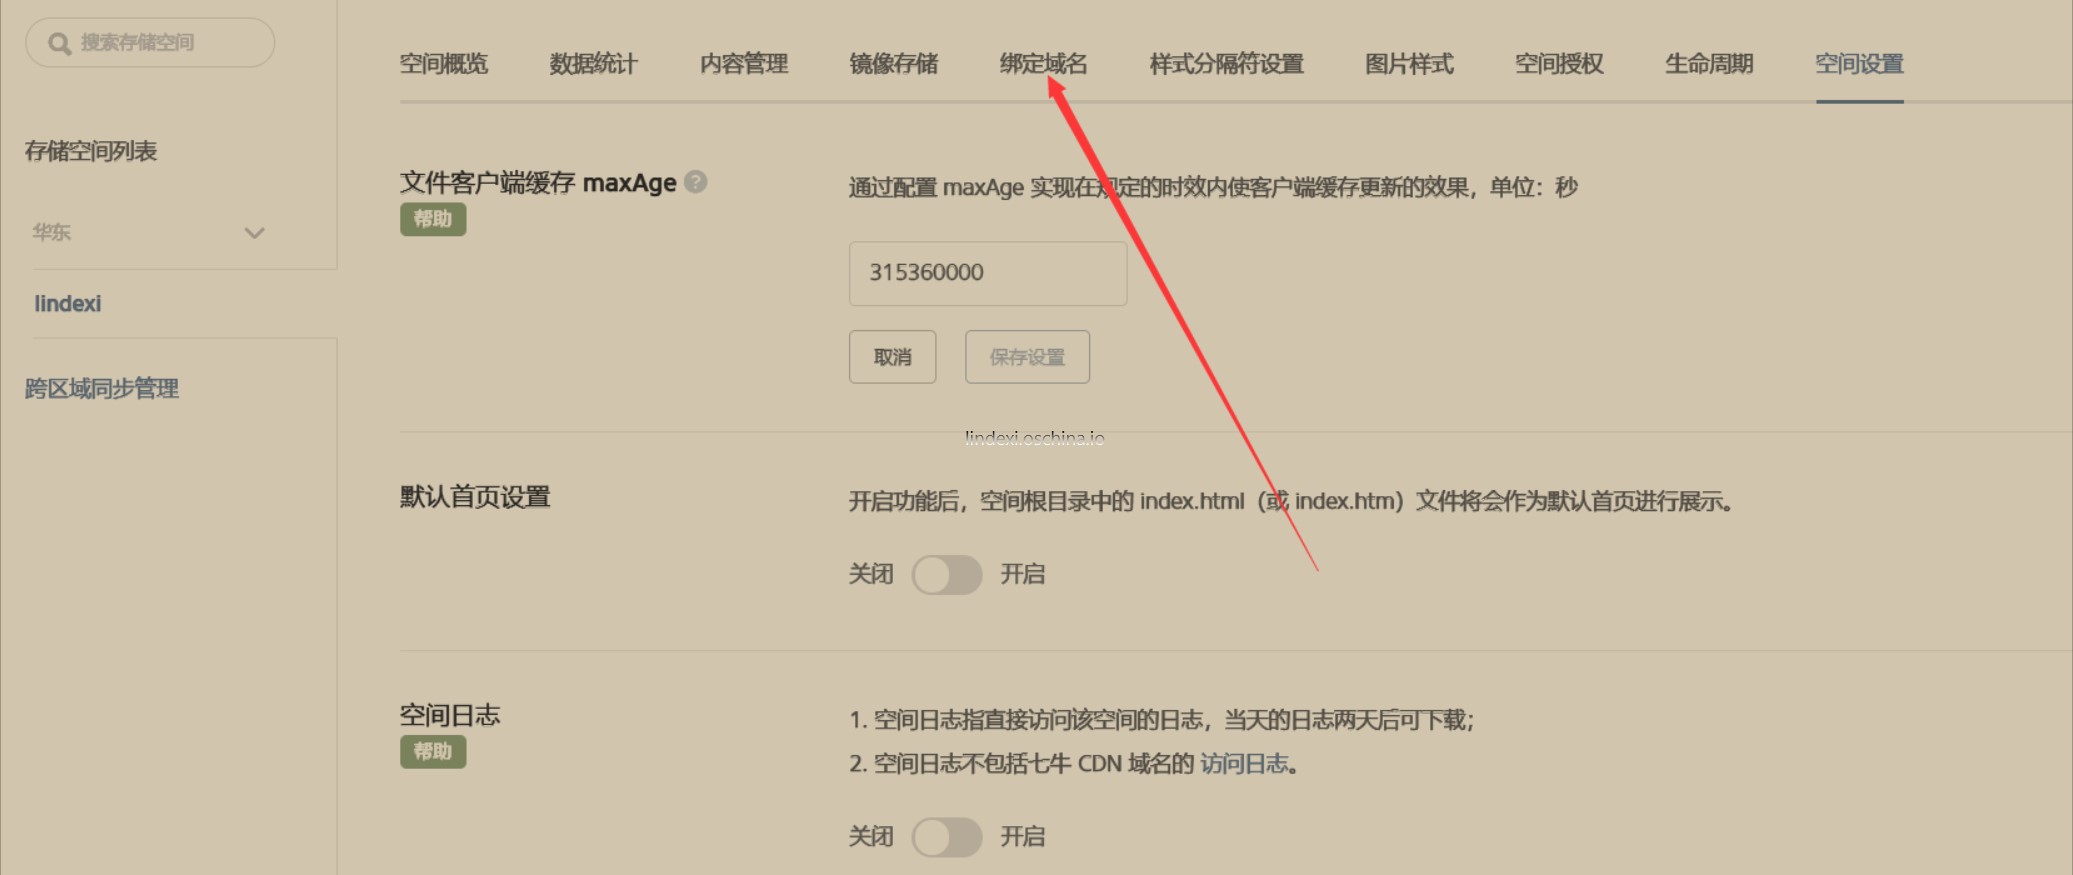 搜索存储空间
空间概览 数据统计 内容管理 镜像存储 绑定域名 样式分隔符设置 图片样式 空间授权 生命周期 空间设置
存储空间列表
华东
lindexi
跨区域同步管理
文件客户端缓存 maxAge ?
帮助
通过配置 maxAge 实现在规定的时效内使客户端缓存更新的效果，单位：秒
315360000
取消 保存设置
lindexi.oschina.io
默认首页设置
开启功能后，空间根目录中的 index.html（或 index.htm）文件将会作为默认首页进行展示。
关闭 开启
空间日志
帮助
1. 空间日志指直接访问该空间的日志，当天的日志两天后可下载；
2. 空间日志不包括七牛 CDN 域名的 访问日志。
关闭 开启